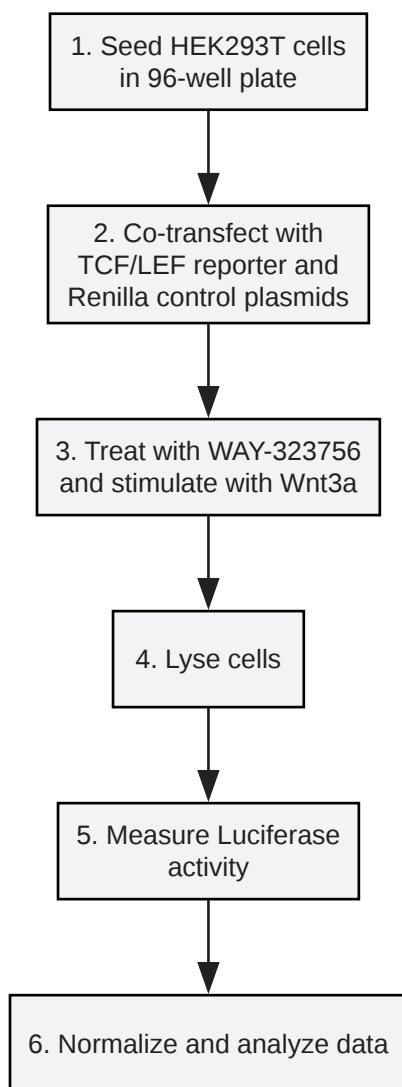 1. Seed HEK293T cells
in 96-well plate
2. Co-transfect with
TCF/LEF reporter and
Renilla control plasmids
3. Treat with WAY-323756
and stimulate with Wnt3a
4. Lyse cells
5. Measure Luciferase
activity
6. Normalize and analyze data